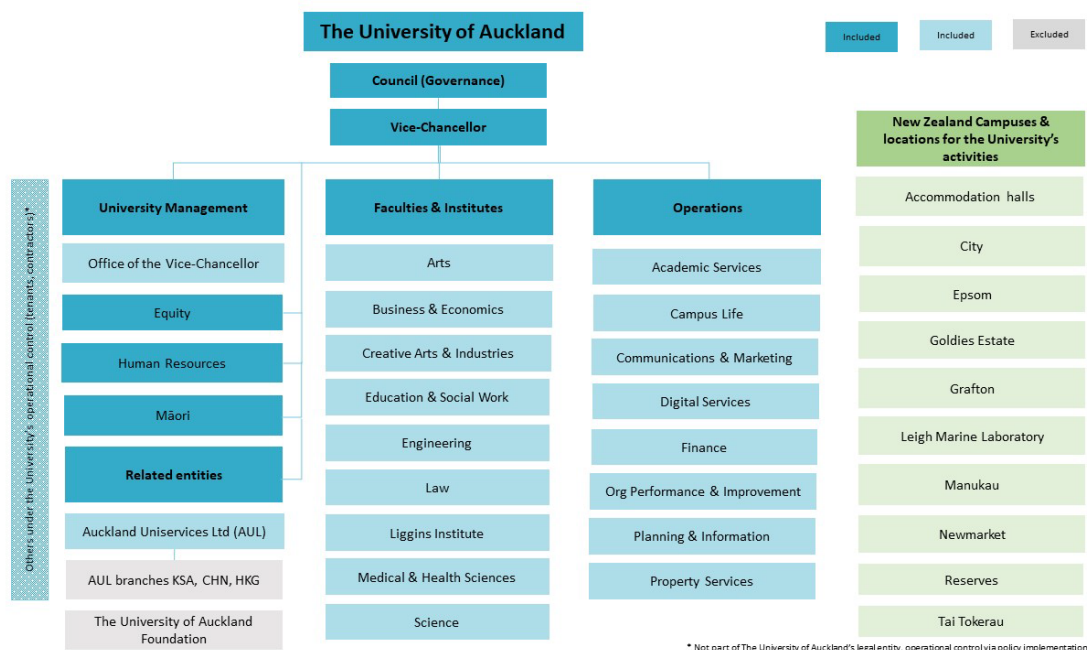 The University of Auckland
Included
Included
Excluded
Council (Governance)
Vice-Chancellor
New Zealand Campuses &
locations for the University's
activities
Others under the University's operational control (tenants, contractors)*
University Management
Office of the Vice-Chancellor
Equity
Human Resources
Māori
Related entities
Auckland Uniservices Ltd (AUL)
AUL branches KSA, CHN, HKG
The University of Auckland
Foundation
Faculties & Institutes
Arts
Business & Economics
Creative Arts & Industries
Education & Social Work
Engineering
Law
Liggins Institute
Medical & Health Sciences
Science
Operations
Academic Services
Campus Life
Communications & Marketing
Digital Services
Finance
Org Performance & Improvement
Planning & Information
Property Services
Accommodation halls
City
Epsom
Goldies Estate
Grafton
Leigh Marine Laboratory
Manukau
Newmarket
Reserves
Tai Tokerau
* Not part of The University of Auckland's legal entity, operational control via policy implementation